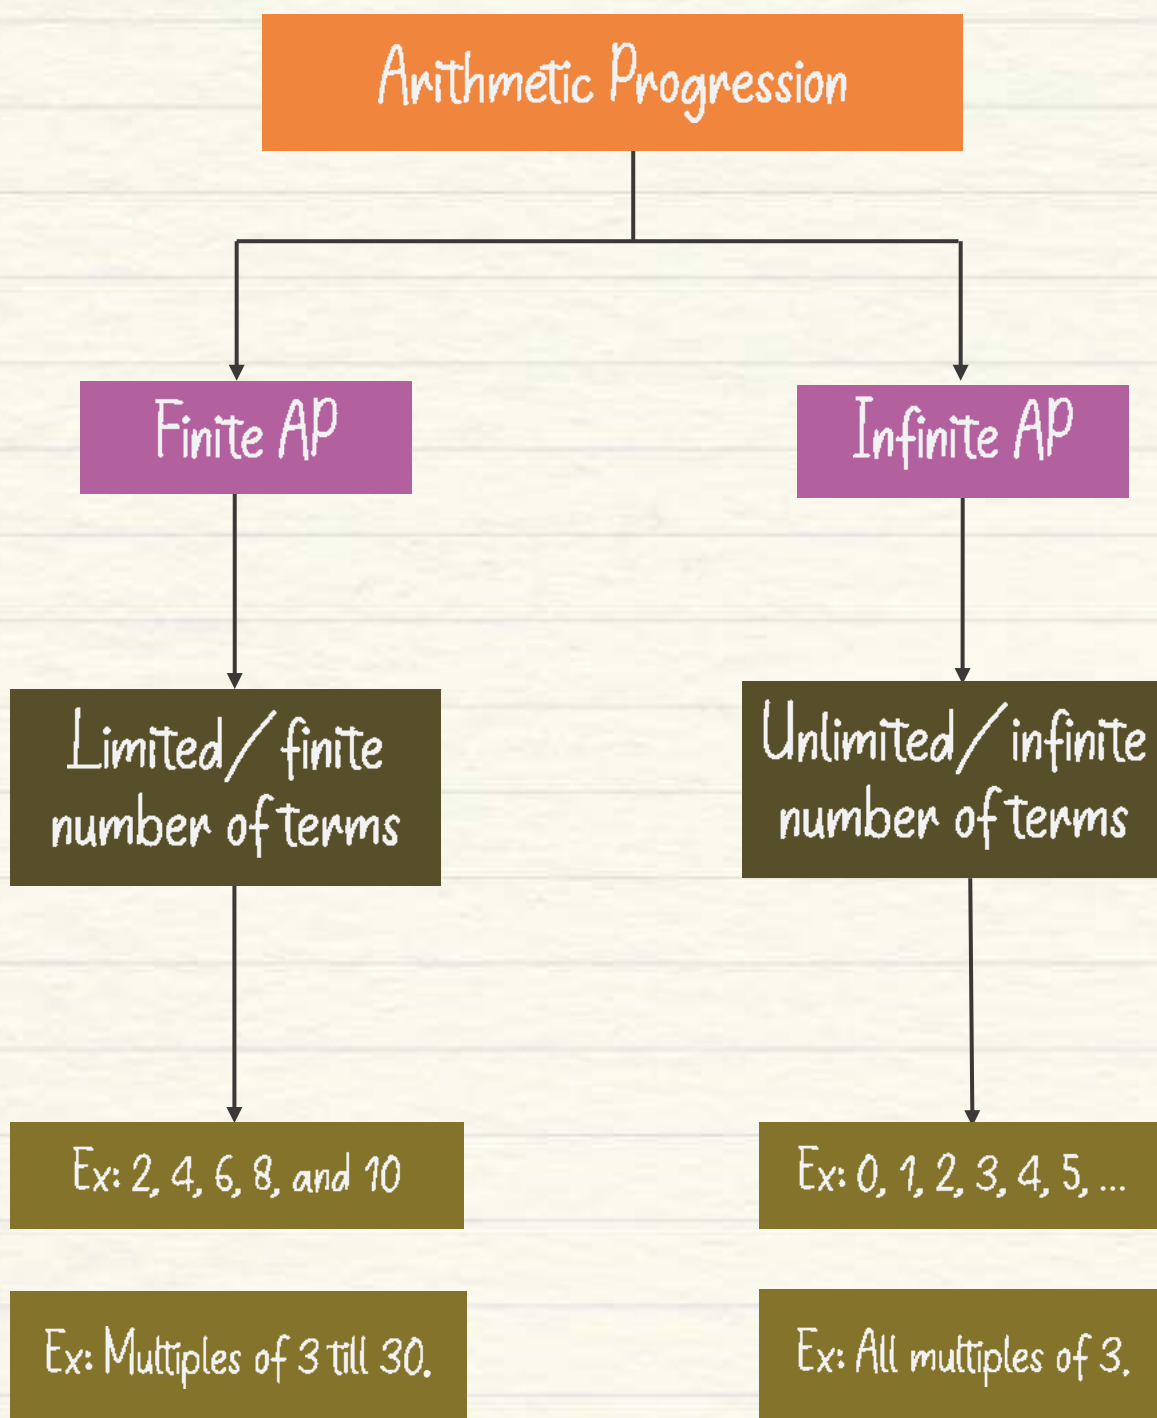 Arithmetic Progression
Finite AP
Infinite AP
Limited/finite
number of terms
Unlimited/infinite
number of terms
Ex: 2, 4, 6, 8, and 10
Ex: 0, 1, 2, 3, 4, 5, ...
Ex: Multiples of 3 till 30.
Ex: All multiples of 3.